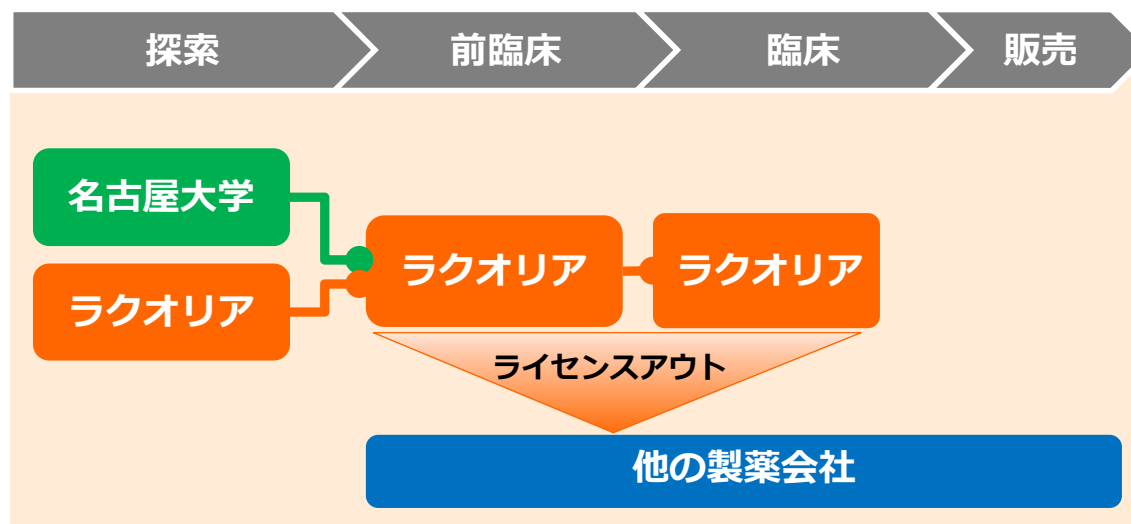 探索
前臨床
臨床
販売
名古屋大学
ラクオリア
ラクオリア
ラクオリア
ライセンスアウト
他の製薬会社